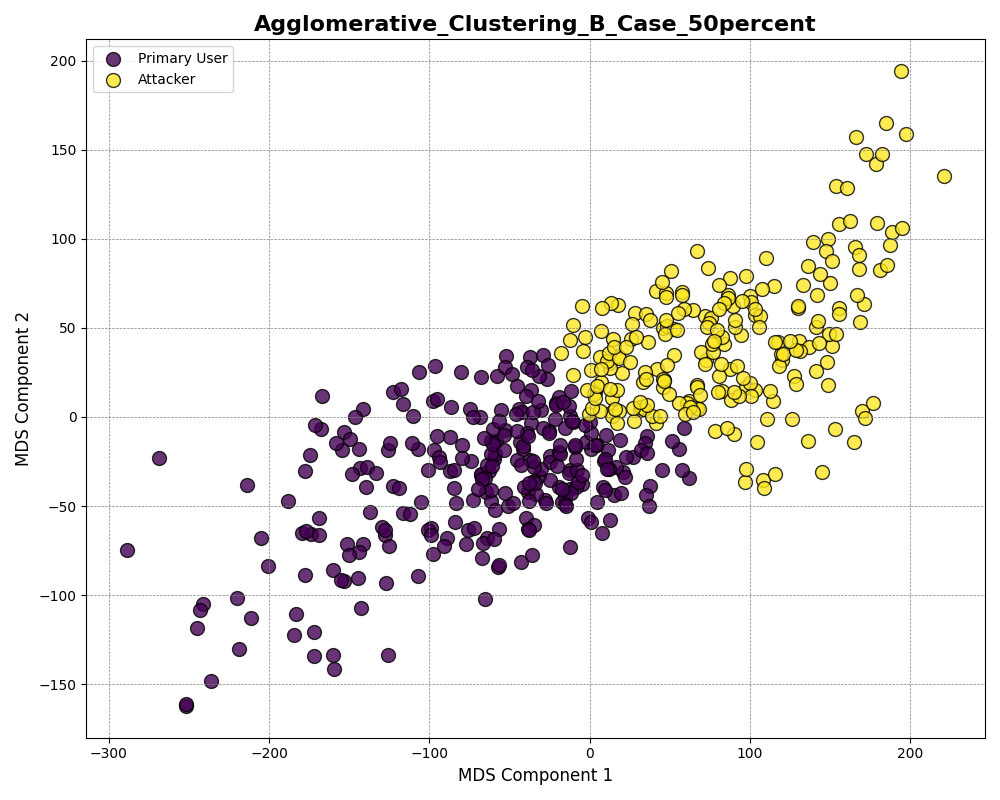 Agglomerative_Clustering_B_Case_50percent
Primary User
Attacker
MDS Component 2
200
150
100
50
0
−50
−100
−150
−300
−200
−100
0
100
200
MDS Component 1